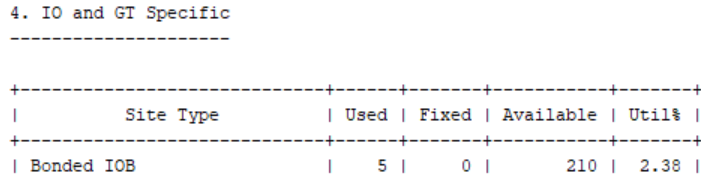 4. IO and GT Specific
---------------------
+-----------------------------+------+-------+-----------+-------+
|          Site Type          | Used | Fixed | Available | Util% |
+-----------------------------+------+-------+-----------+-------+
| Bonded IOB                  |    5 |     0 |       210 |  2.38 |